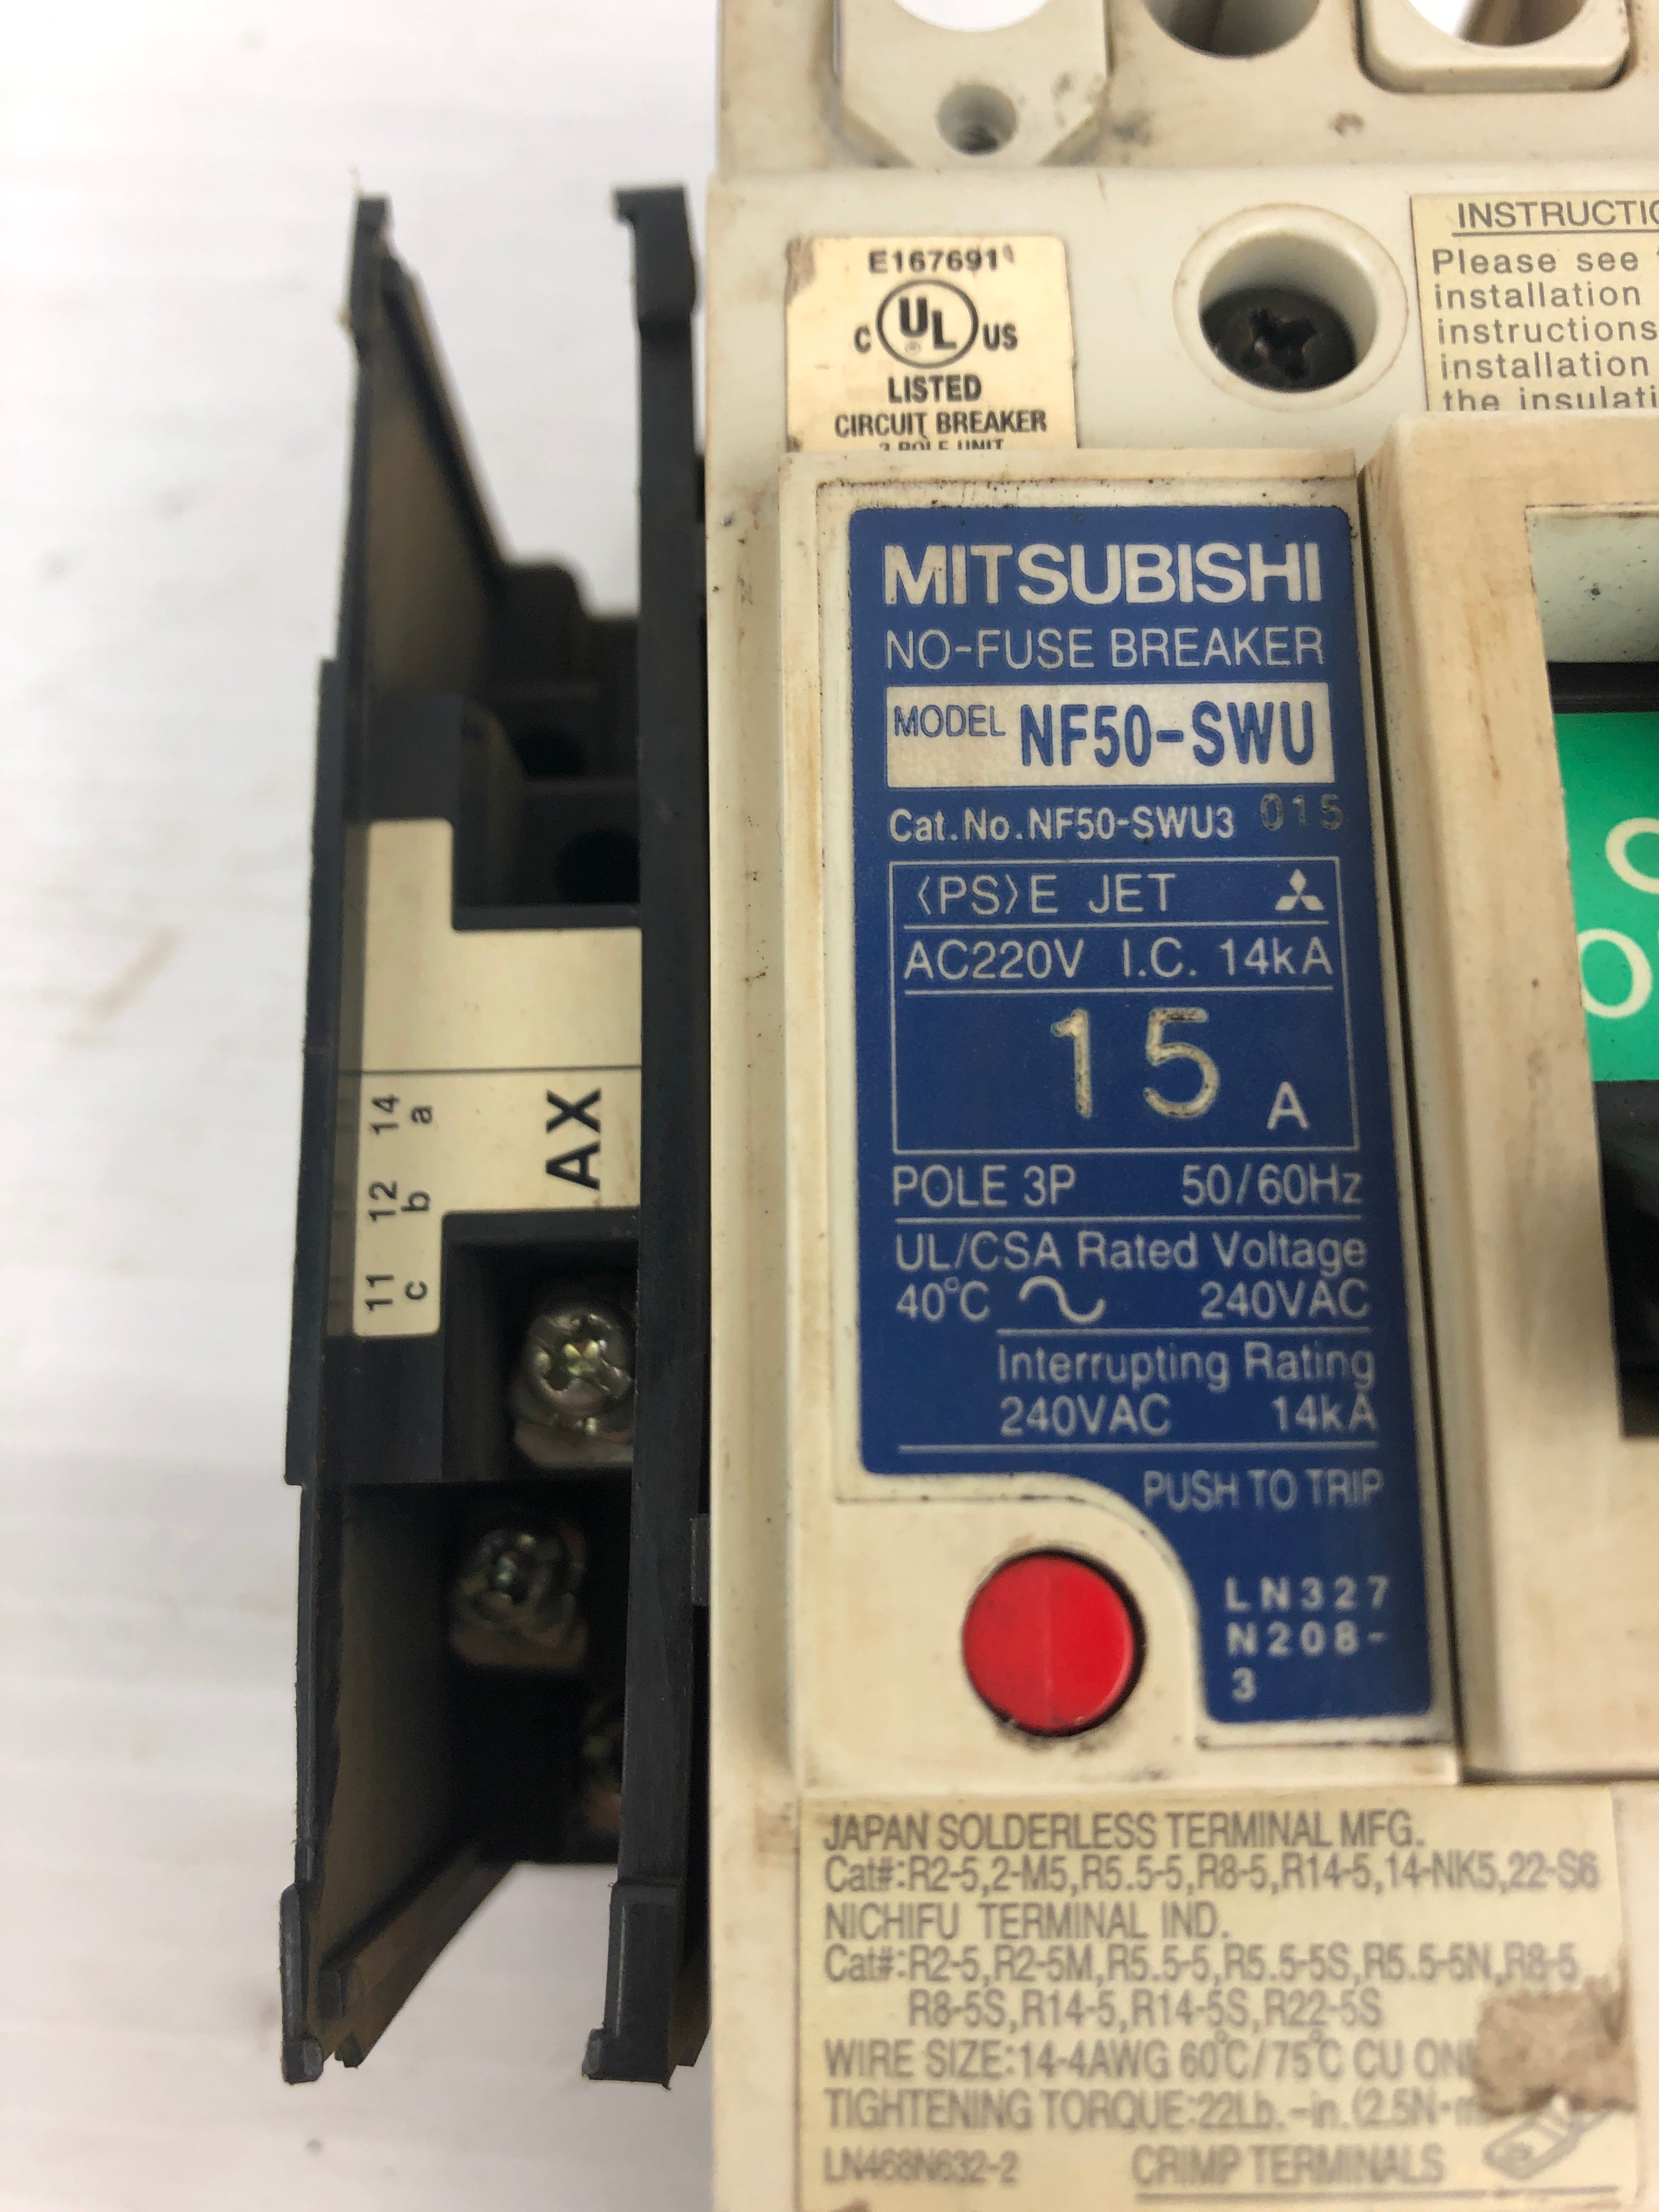 E167691
C UL US
LISTED
CIRCUIT BREAKER
POLE UNIT
INSTRUCTIO
Please see
installation
instructions
installation
the insulati
MITSUBISHI
NO-FUSE BREAKER
MODEL NF50-SWU
Cat.No.NF50-SWU3 015
<PS>E JET
AC220V I.C. 14kA
15 A
POLE 3P 50/60Hz
UL/CSA Rated Voltage
40°C 240VAC
Interrupting Rating
240VAC 14kA
PUSH TO TRIP
LN327
N208-
3
O
AX
11 12 14
c b a
JAPAN SOLDERLESS TERMINAL MFG.
Cat#:R2-5,2-M5,R5.5-5,R8-5,R14-5,14-NK5,22-S6
NICHIFU TERMINAL IND.
Cat#:R2-5,R2-5M,R5.5-5,R5.5-5S,R5.5-5N,R8-5
R8-5S,R14-5,R14-5S,R22-5S
WIRE SIZE:14-4AWG 60°C/75°C CU
TIGHTENING TORQUE:22Lb.-in.(2.5N·m
LN468N632-2 CRIMP TERMINALS